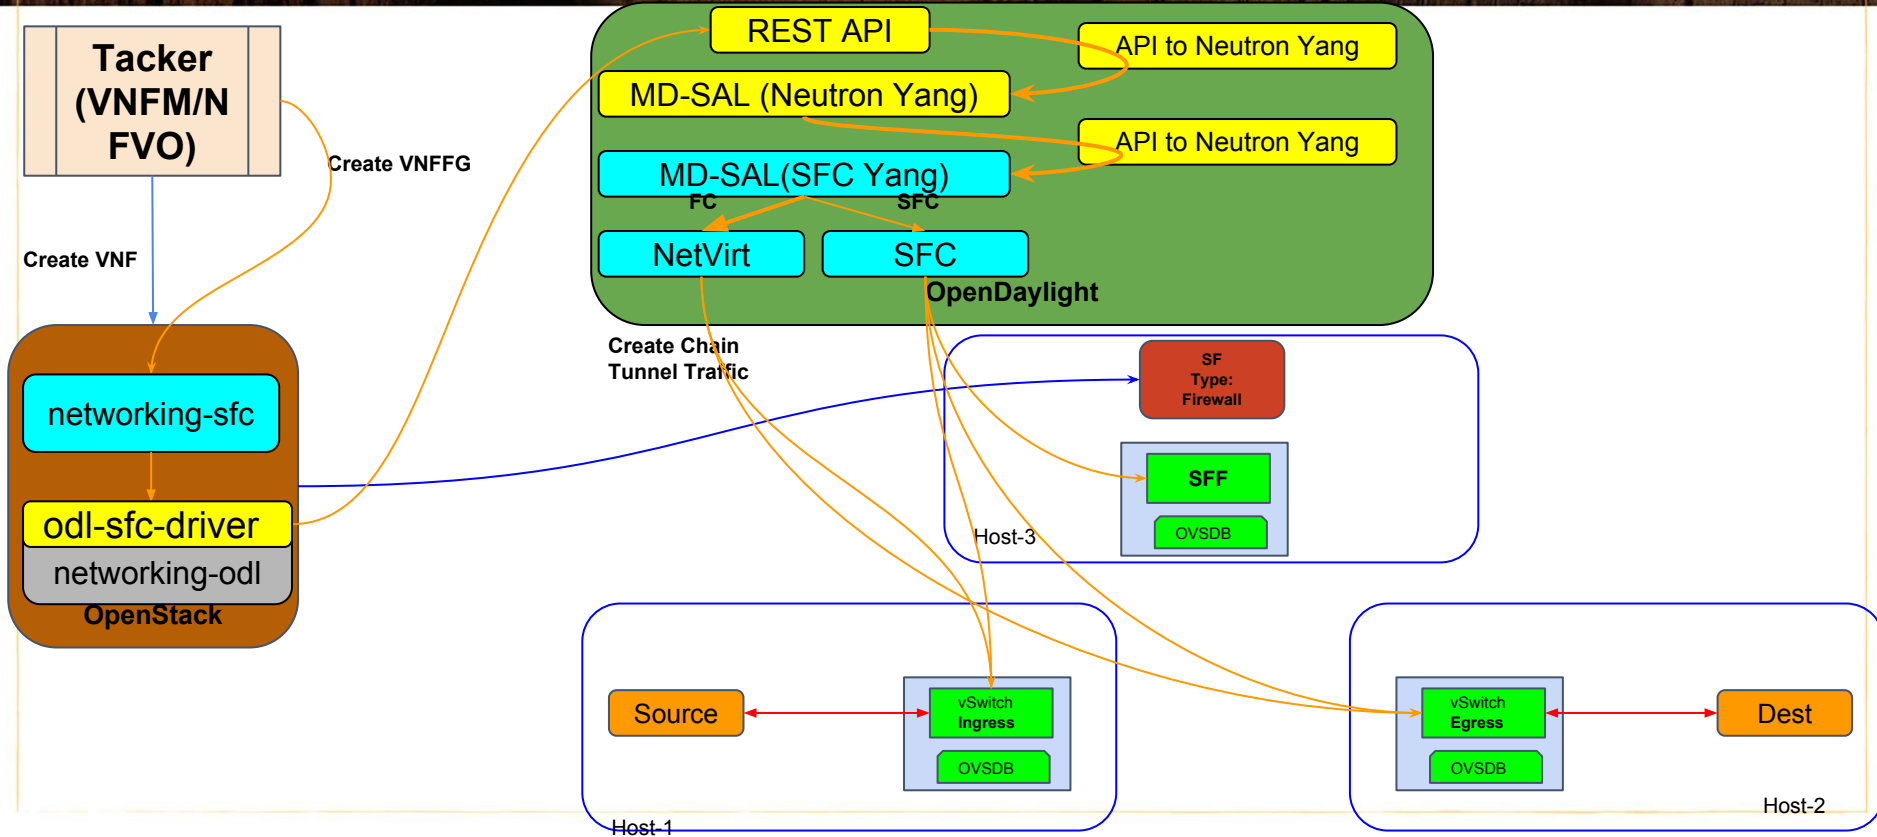 Tacker
(VNFM/N
FVO)
Create VNFFG
Create VNF
networking-sfc
odl-sfc-driver
networking-odl
OpenStack
REST API
API to Neutron Yang
MD-SAL (Neutron Yang)
API to Neutron Yang
MD-SAL(SFC Yang)
FC
SFC
NetVirt
SFC
OpenDaylight
Create Chain
Tunnel Traffic
SF
Type:
Firewall
SFF
OVSDB
Host-3
Source
vSwitch
Ingress
OVSDB
Host-1
vSwitch
Egress
OVSDB
Dest
Host-2